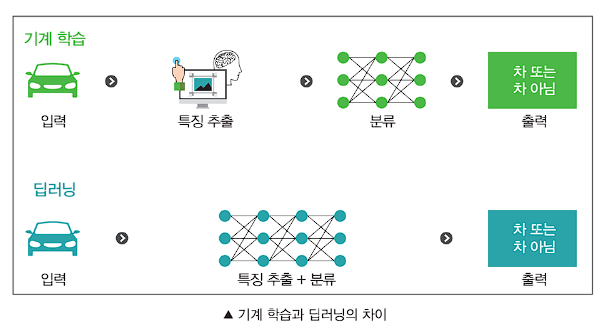 기계 학습
입력
특징 추출
분류
차 또는
차 아님
출력
딥러닝
입력
특징 추출 + 분류
차 또는
차 아님
출력
▲ 기계 학습과 딥러닝의 차이